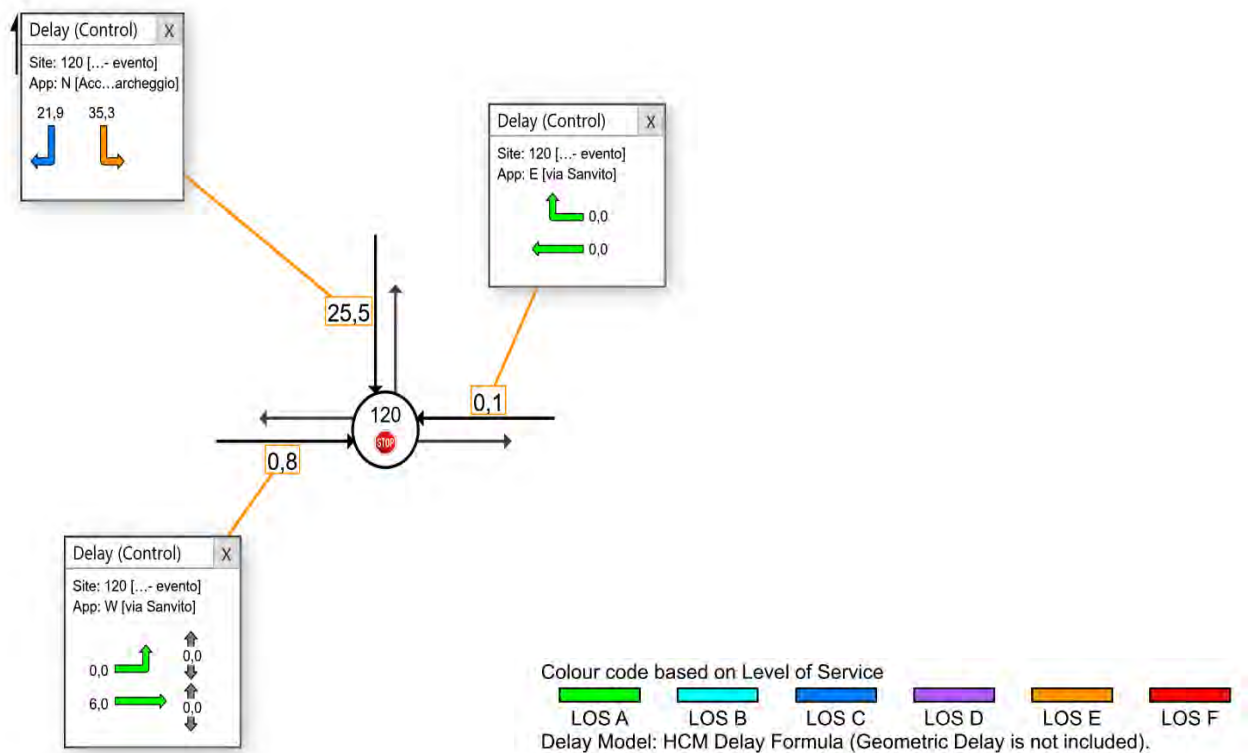 Delay (Control) X
Site: 120 [...- evento]
App: N [Acc...archeggio]
21,9 35,3
Delay (Control) X
Site: 120 [...- evento]
App: E [via Sanvito]
0,0
0,0
25,5
0,1
120
STOP
0,8
Delay (Control) X
Site: 120 [...- evento]
App: W [via Sanvito]
0,0 0,0
6,0 0,0
Colour code based on Level of Service
LOS A LOS B LOS C LOS D LOS E LOS F
Delay Model: HCM Delay Formula (Geometric Delay is not included).